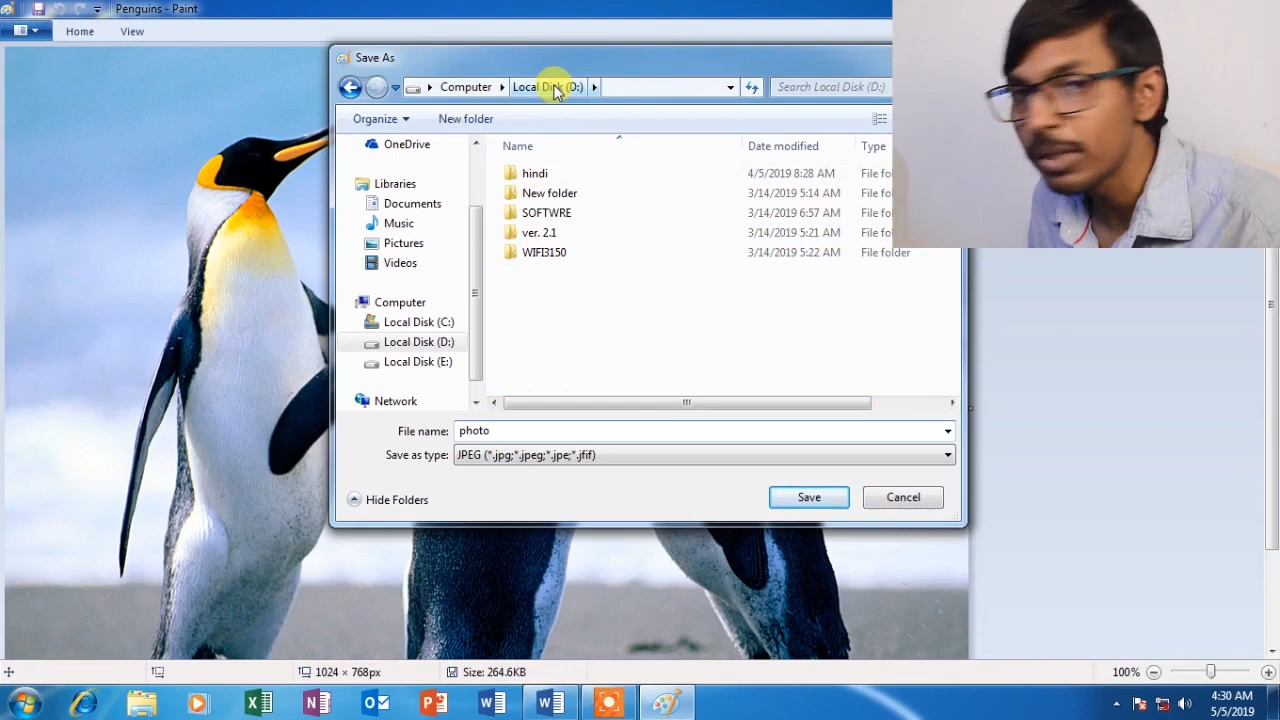 Penguins - Paint
Home View
Save As
Computer Local Disk (D:) Search Local Disk (D:)
Organize New folder
Name Date modified Type
OneDrive
Libraries
Documents
Music
Pictures
Videos
Computer
Local Disk (C:)
Local Disk (D:)
Local Disk (E:)
Network
hindi 4/5/2019 8:28 AM File fo
New folder 3/14/2019 5:14 AM File fo
SOFTWRE 3/14/2019 6:57 AM File fo
ver. 2.1 3/14/2019 5:21 AM File fo
WIFI3150 3/14/2019 5:22 AM File folder
File name: photo
Save as type: JPEG (*.jpg;*.jpeg;*.jpe;*.jfif)
Hide Folders Save Cancel
1024 × 768px Size: 264.6KB 100%
4:30 AM
5/5/2019